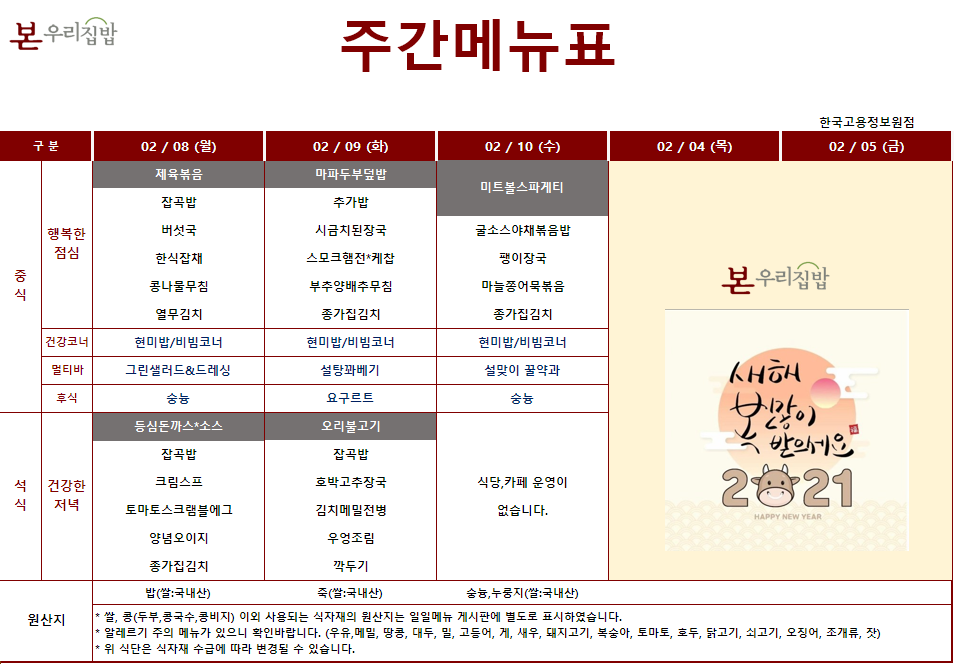 본우리집밥
주간메뉴표
한국고용정보원점
구 분 02 / 08 (월) 02 / 09 (화) 02 / 10 (수) 02 / 04 (목) 02 / 05 (금)
중식
행복한 점심
제육볶음 마파두부덮밥 미트볼스파게티
잡곡밥 추가밥
버섯국 시금치된장국 굴소스야채볶음밥
한식잡채 스모크햄전*케찹 팽이장국
콩나물무침 부추양배추무침 마늘쫑어묵볶음
열무김치 종가집김치 종가집김치
건강코너 현미밥/비빔코너 현미밥/비빔코너 현미밥/비빔코너
멀티바 그린샐러드&드레싱 설탕꽈베기 설맞이 꿀약과
후식 숭늉 요구르트 숭늉
석식
건강한 저녁
등심돈까스*소스 오리불고기
잡곡밥 잡곡밥
크림스프 호박고추장국 식당,카페 운영이
토마토스크램블에그 김치메밀전병 없습니다.
양념오이지 우엉조림
종가집김치 깍두기
본우리집밥
새해
복 많이
받으세요
福
2021
HAPPY NEW YEAR
원산지
밥(쌀:국내산) 죽(쌀:국내산) 숭늉,누룽지(쌀:국내산)
* 쌀, 콩(두부,콩국수,콩비지) 이외 사용되는 식자재의 원산지는 일일메뉴 게시판에 별도로 표시하였습니다.
* 알레르기 주의 메뉴가 있으니 확인바랍니다. (우유,메밀, 땅콩, 대두, 밀, 고등어, 게, 새우, 돼지고기, 복숭아, 토마토, 호두, 닭고기, 쇠고기, 오징어, 조개류, 잣)
* 위 식단은 식자재 수급에 따라 변경될 수 있습니다.